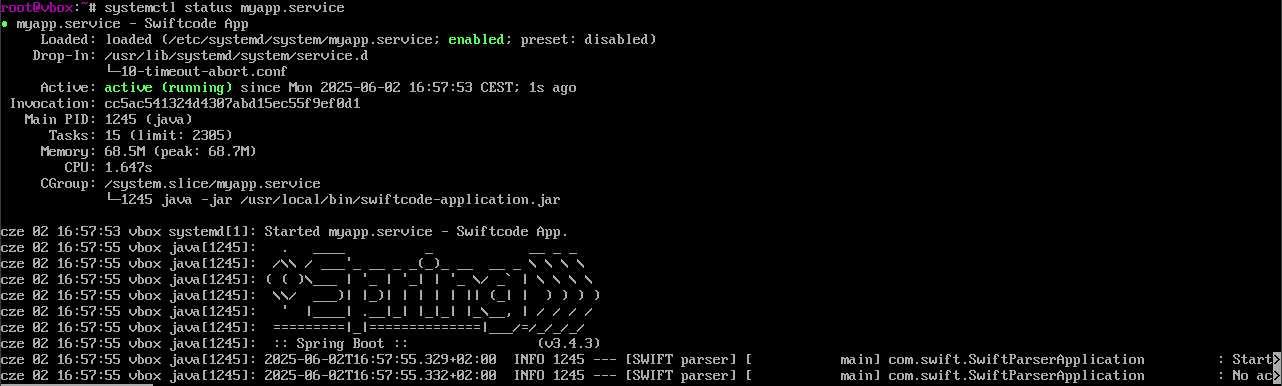 root@vbox:~# systemctl status myapp.service
● myapp.service - Swiftcode App
     Loaded: loaded (/etc/systemd/system/myapp.service; enabled; preset: disabled)
    Drop-In: /usr/lib/systemd/system/service.d
             └─10-timeout-abort.conf
     Active: active (running) since Mon 2025-06-02 16:57:53 CEST; 1s ago
 Invocation: cc5ac541324d4307abd15ec55f9ef0d1
   Main PID: 1245 (java)
      Tasks: 15 (limit: 2305)
     Memory: 68.5M (peak: 68.7M)
        CPU: 1.647s
     CGroup: /system.slice/myapp.service
             └─1245 java -jar /usr/local/bin/swiftcode-application.jar

cze 02 16:57:53 vbox systemd[1]: Started myapp.service - Swiftcode App.
cze 02 16:57:55 vbox java[1245]:   .   ____          _            __ _ _
cze 02 16:57:55 vbox java[1245]:  /\\ / ___'_ __ _ _(_)_ __  __ _ \ \ \ \
cze 02 16:57:55 vbox java[1245]: ( ( )\___ | '_ | '_| | '_ \/ _` | \ \ \ \
cze 02 16:57:55 vbox java[1245]:  \\/  ___)| |_)| | | | | || (_| |  ) ) ) )
cze 02 16:57:55 vbox java[1245]:   '  |____| .__|_| |_|_| |_\__, | / / / /
cze 02 16:57:55 vbox java[1245]:  =========|_|==============|___/=/_/_/_/
cze 02 16:57:55 vbox java[1245]:  :: Spring Boot ::                (v3.4.3)
cze 02 16:57:55 vbox java[1245]: 2025-06-02T16:57:55.329+02:00  INFO 1245 --- [SWIFT parser] [           main] com.swift.SwiftParserApplication         : Start>
cze 02 16:57:55 vbox java[1245]: 2025-06-02T16:57:55.332+02:00  INFO 1245 --- [SWIFT parser] [           main] com.swift.SwiftParserApplication         : No ac>